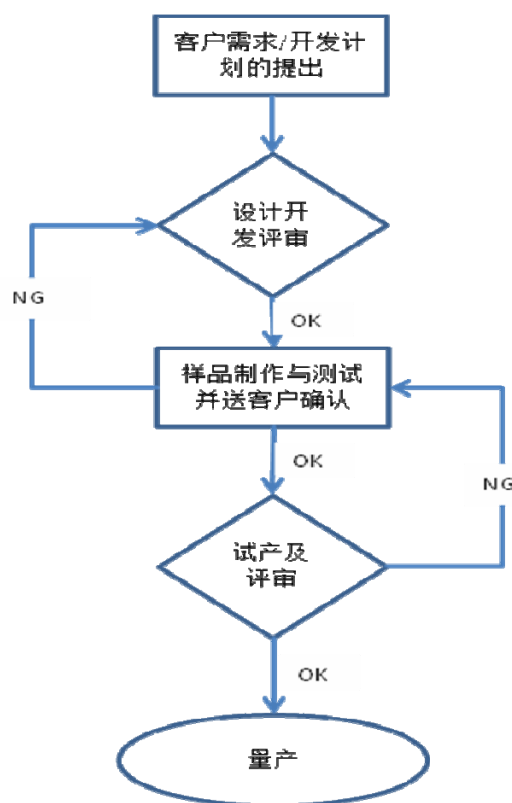 客户需求/开发计
划的提出
设计开
发评审
NG
OK
样品制作与测试
并送客户确认
OK
NG
试产及
评审
OK
量产